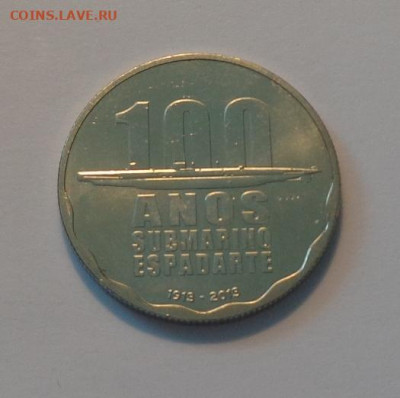 COINS.LAVE.RU
100
ANOS
SUBMARINO
ESPADARTE
1913 - 2013